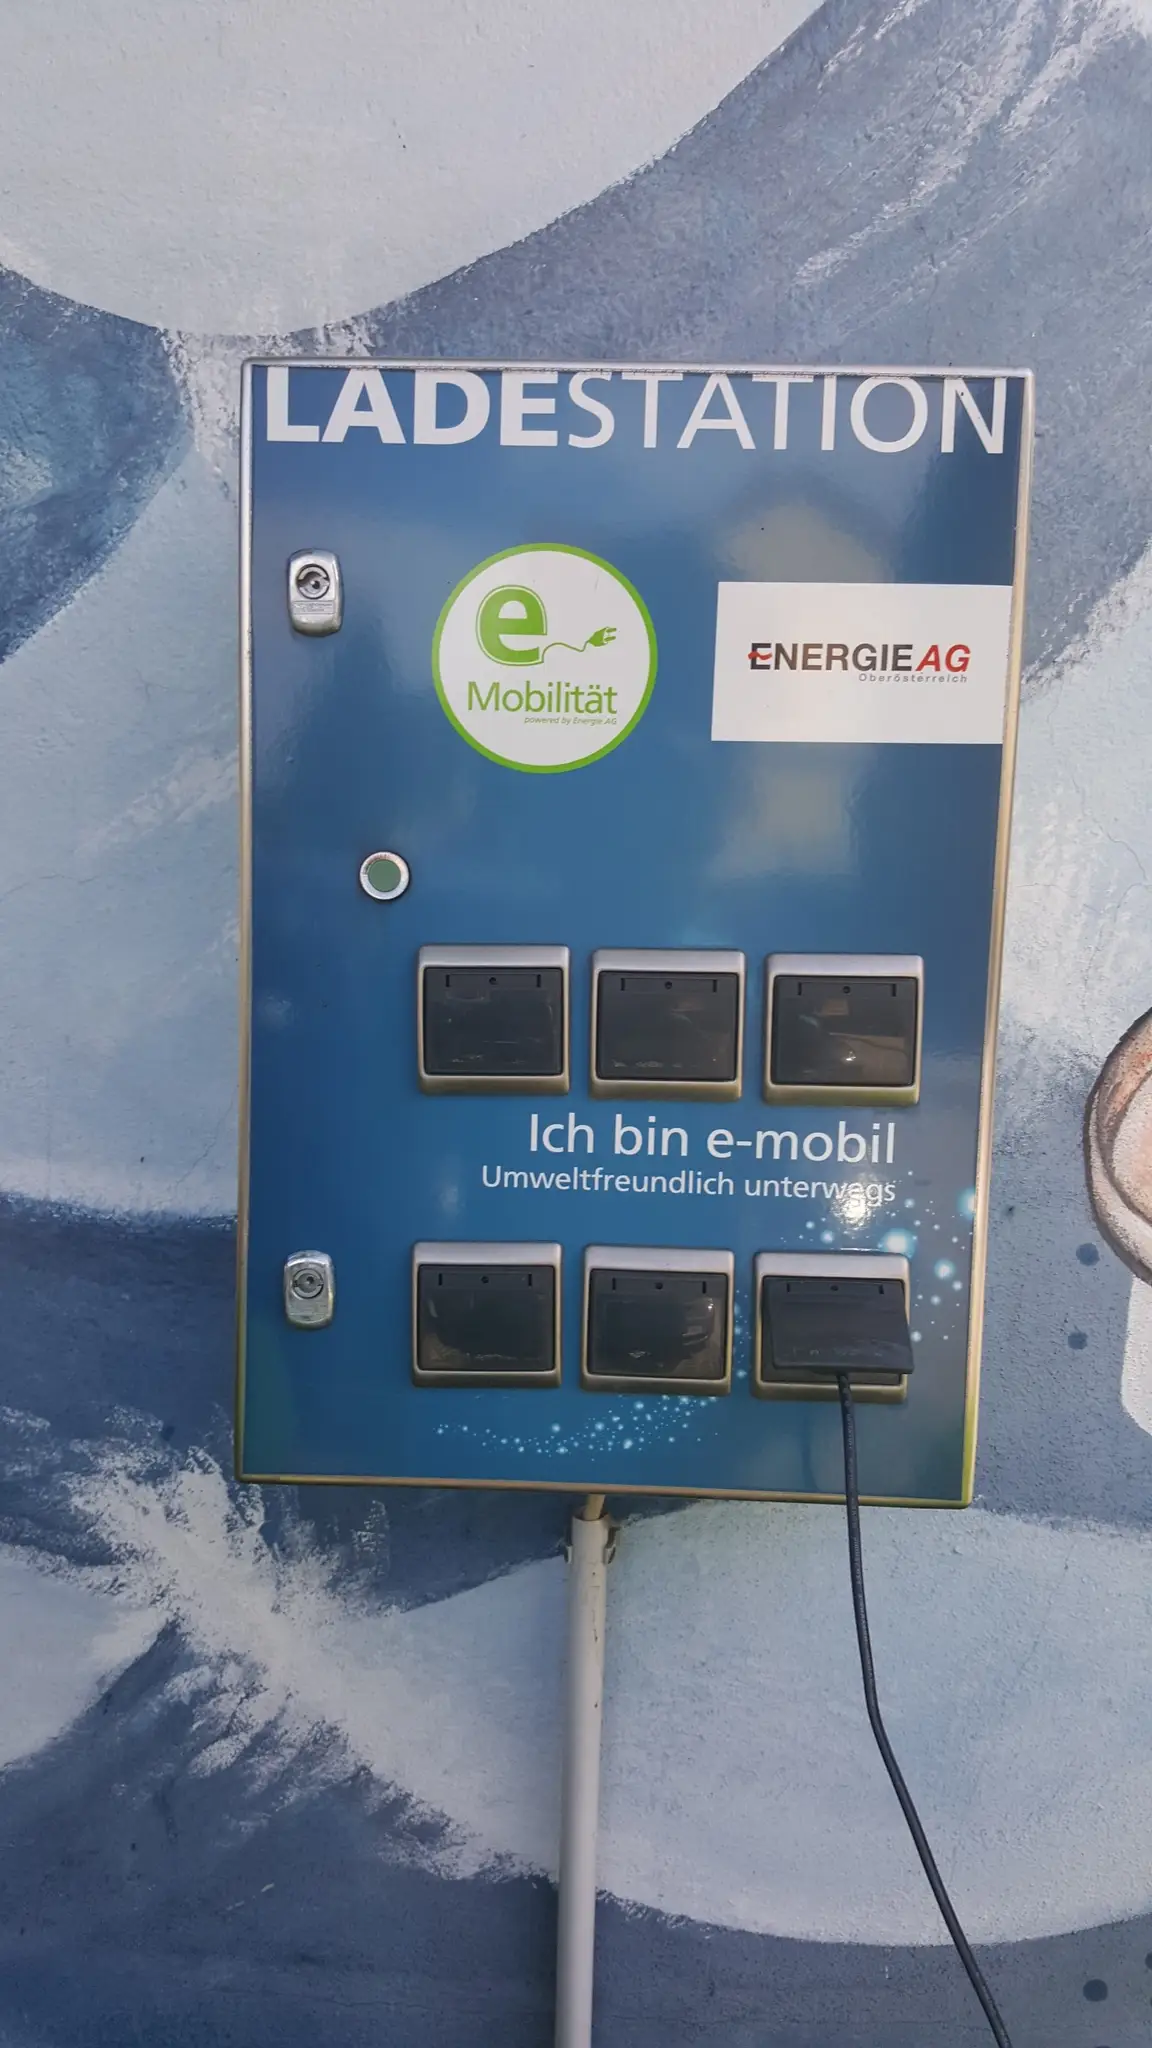 LADESTATION
e
Mobilität
powered by Energie AG
ENERGIE AG
Oberösterreich
Ich bin e-mobil
Umweltfreundlich unterwegs